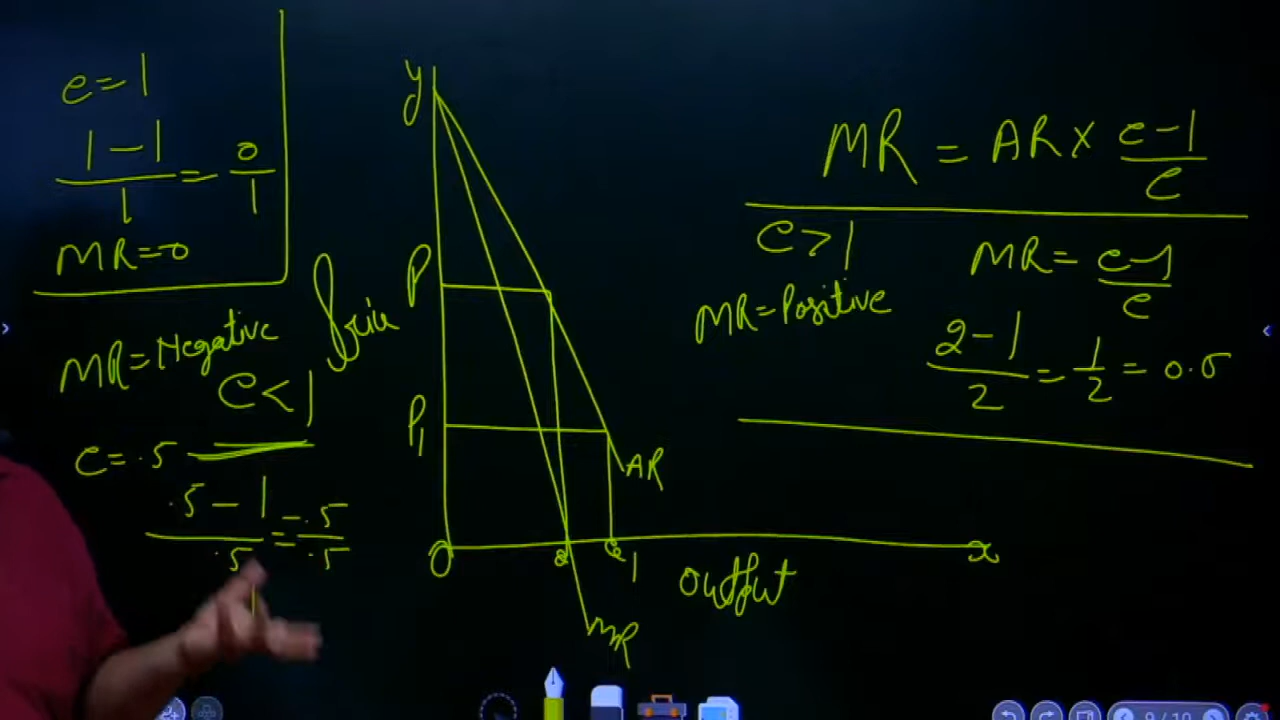 e=1
1-1/1 = 0/1
MR=0
MR=Negative
e<1
e=.5
.5-1/.5 = -.5/.5
y
Price
P
P1
AR
O
Q
Q1
x
output
MR
MR = AR x e-1/e
e>1
MR= e-1/e
MR=Positive
2-1/2 = 1/2 = 0.5